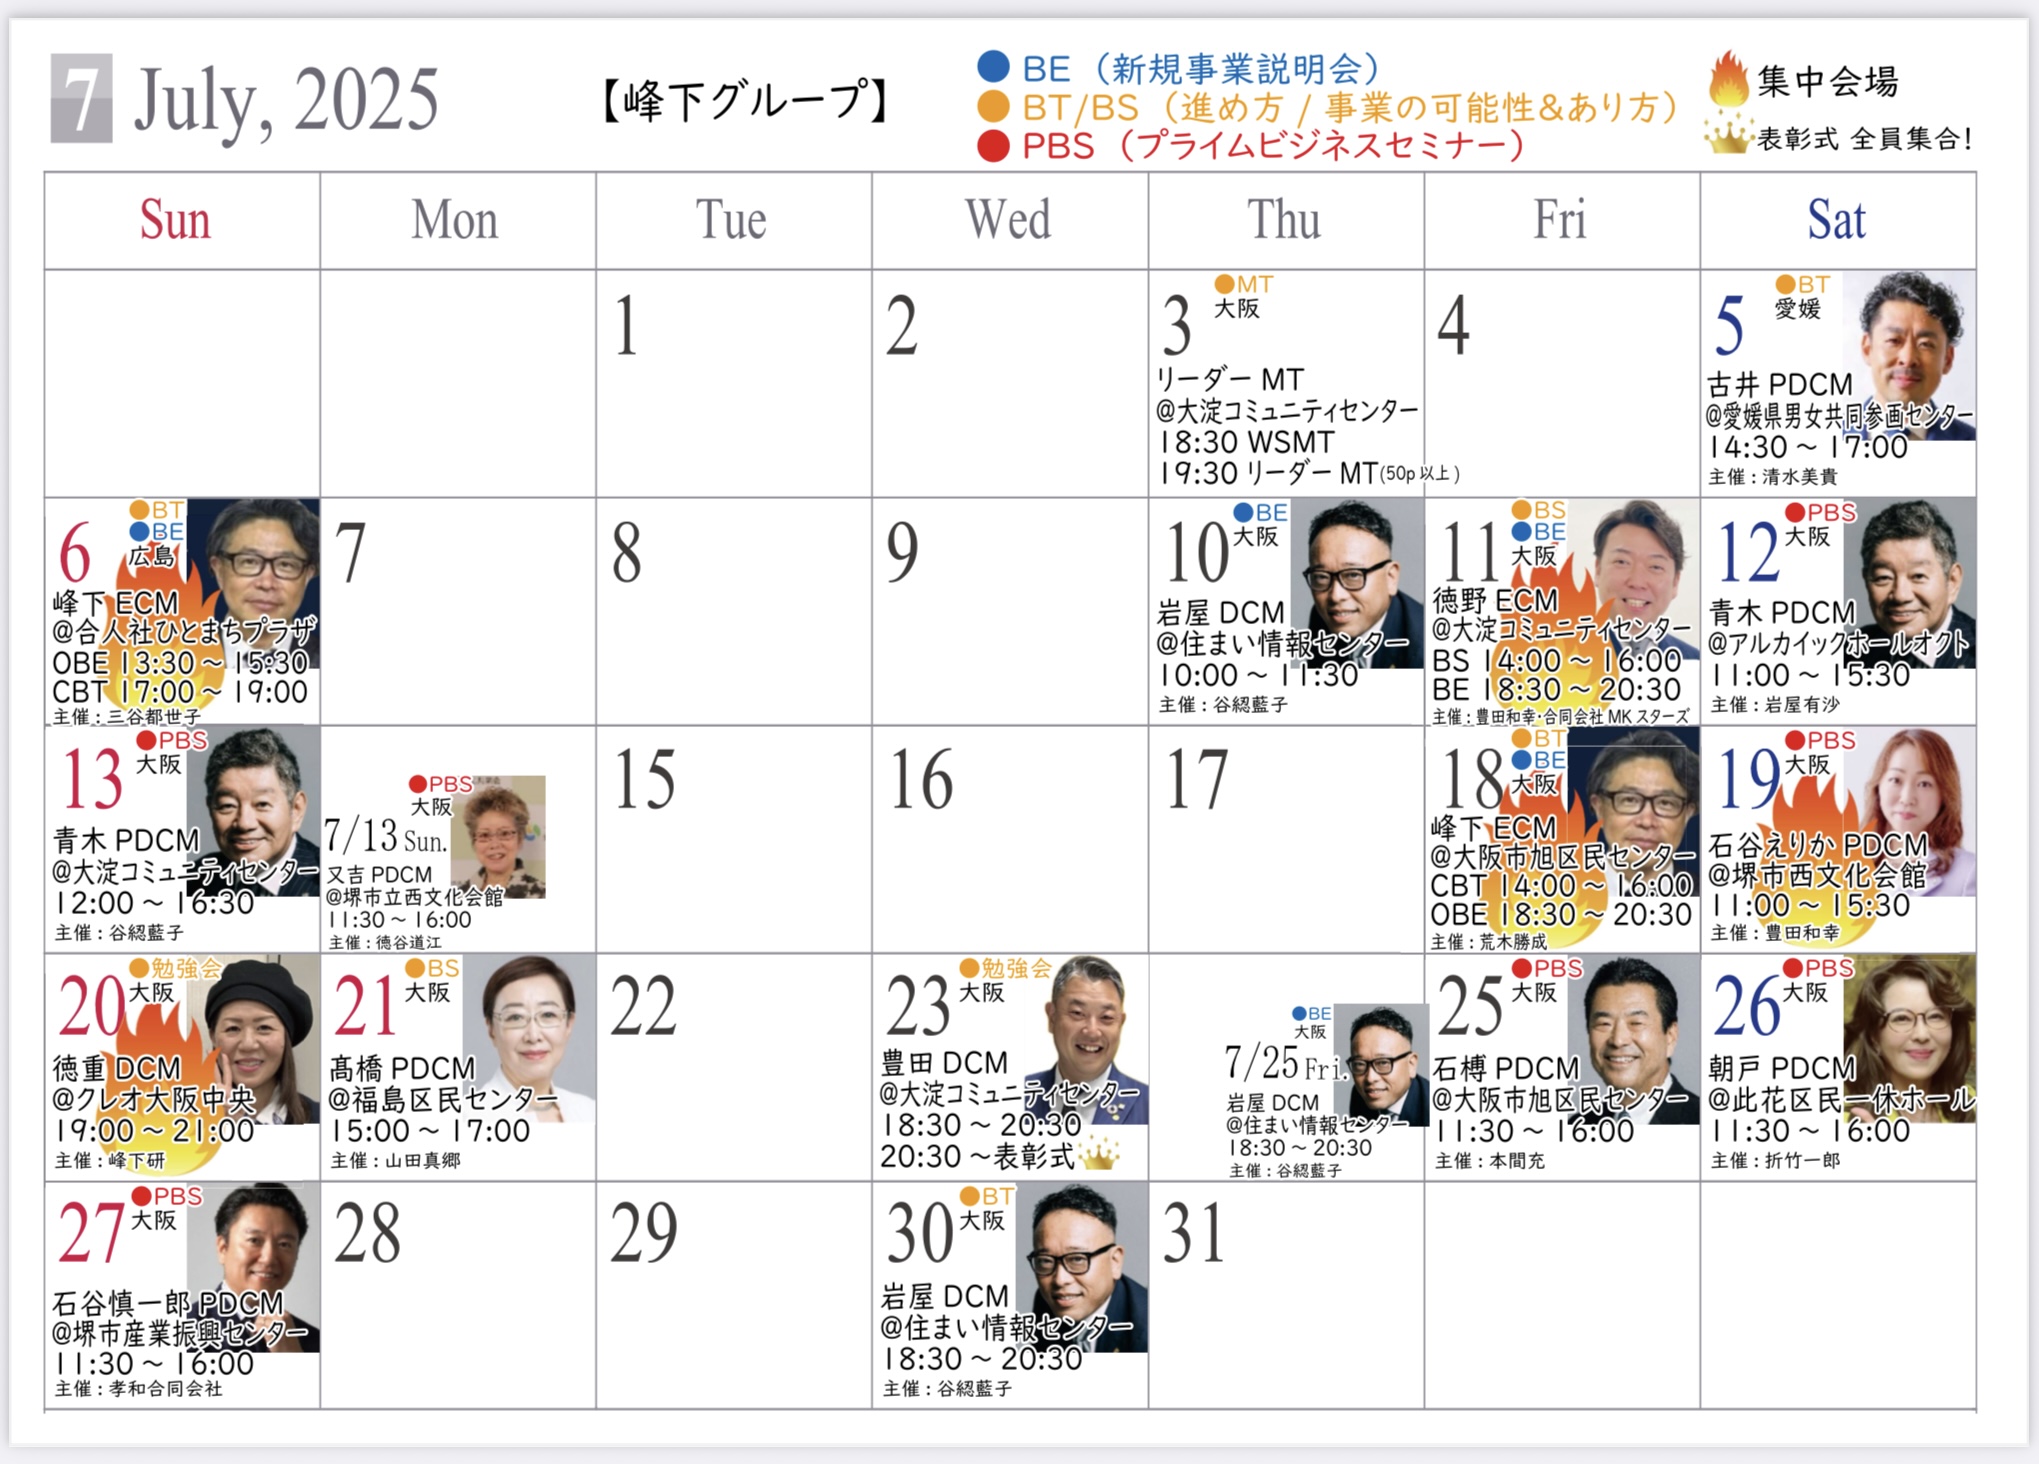 7 July, 2025
【峰下グループ】
●BE（新規事業説明会）
●BT/BS（進め方 / 事業の可能性&あり方）
●PBS（プライムビジネスセミナー）
集中会場
表彰式 全員集合!
Sun Mon Tue Wed Thu Fri Sat
1
2
3
●MT
大阪
リーダー MT
@大淀コミュニティセンター
18:30 WSMT
19:30 リーダー MT(50p 以上)
4
5
●BT
愛媛
古井 PDCM
@愛媛県男女共同参画センター
14:30 〜 17:00
主催 : 清水美貴
6
●BT
●BE
広島
峰下 ECM
@合人社ひとまちプラザ
OBE 13:30 〜 15:30
CBT 17:00 〜 19:00
主催 : 三谷都世子
7
8
9
10
●BE
大阪
岩屋 DCM
@住まい情報センター
10:00 〜 11:30
主催 : 谷綛藍子
11
●BS
●BE
大阪
徳野 ECM
@大淀コミュニティセンター
BS 14:00 〜 16:00
BE 18:30 〜 20:30
主催 : 豊田和幸・合同会社 MK スターズ
12
●PBS
大阪
青木 PDCM
@アルカイックホールオクト
11:00 〜 15:30
主催 : 岩屋有沙
13
●PBS
大阪
青木 PDCM
@大淀コミュニティセンター
12:00 〜 16:30
主催 : 谷綛藍子
●PBS
大阪
7/13 Sun.
又吉 PDCM
@堺市立西文化会館
11:30 〜 16:00
主催 : 徳谷道江
15
16
17
18
●BT
●BE
大阪
峰下 ECM
@大阪市旭区民センター
CBT 14:00 〜 16:00
OBE 18:30 〜 20:30
主催 : 荒木勝成
19
●PBS
大阪
石谷えりか PDCM
@堺市西文化会館
11:00 〜 15:30
主催 : 豊田和幸
20
●勉強会
大阪
徳重 DCM
@クレオ大阪中央
19:00 〜 21:00
主催 : 峰下研
21
●BS
大阪
髙橋 PDCM
@福島区民センター
15:00 〜 17:00
主催 : 山田真郷
22
23
●勉強会
大阪
豊田 DCM
@大淀コミュニティセンター
18:30 〜 20:30
20:30 〜表彰式
●BE
大阪
7/25 Fri.
岩屋 DCM
@住まい情報センター
18:30 〜 20:30
主催 : 谷綛藍子
25
●PBS
大阪
石榑 PDCM
@大阪市旭区民センター
11:30 〜 16:00
主催 : 本間充
26
●PBS
大阪
朝戸 PDCM
@此花区民一休ホール
11:30 〜 16:00
主催 : 折竹一郎
27
●PBS
大阪
石谷慎一郎 PDCM
@堺市産業振興センター
11:30 〜 16:00
主催 : 孝和合同会社
28
29
30
●BT
大阪
岩屋 DCM
@住まい情報センター
18:30 〜 20:30
主催 : 谷綛藍子
31